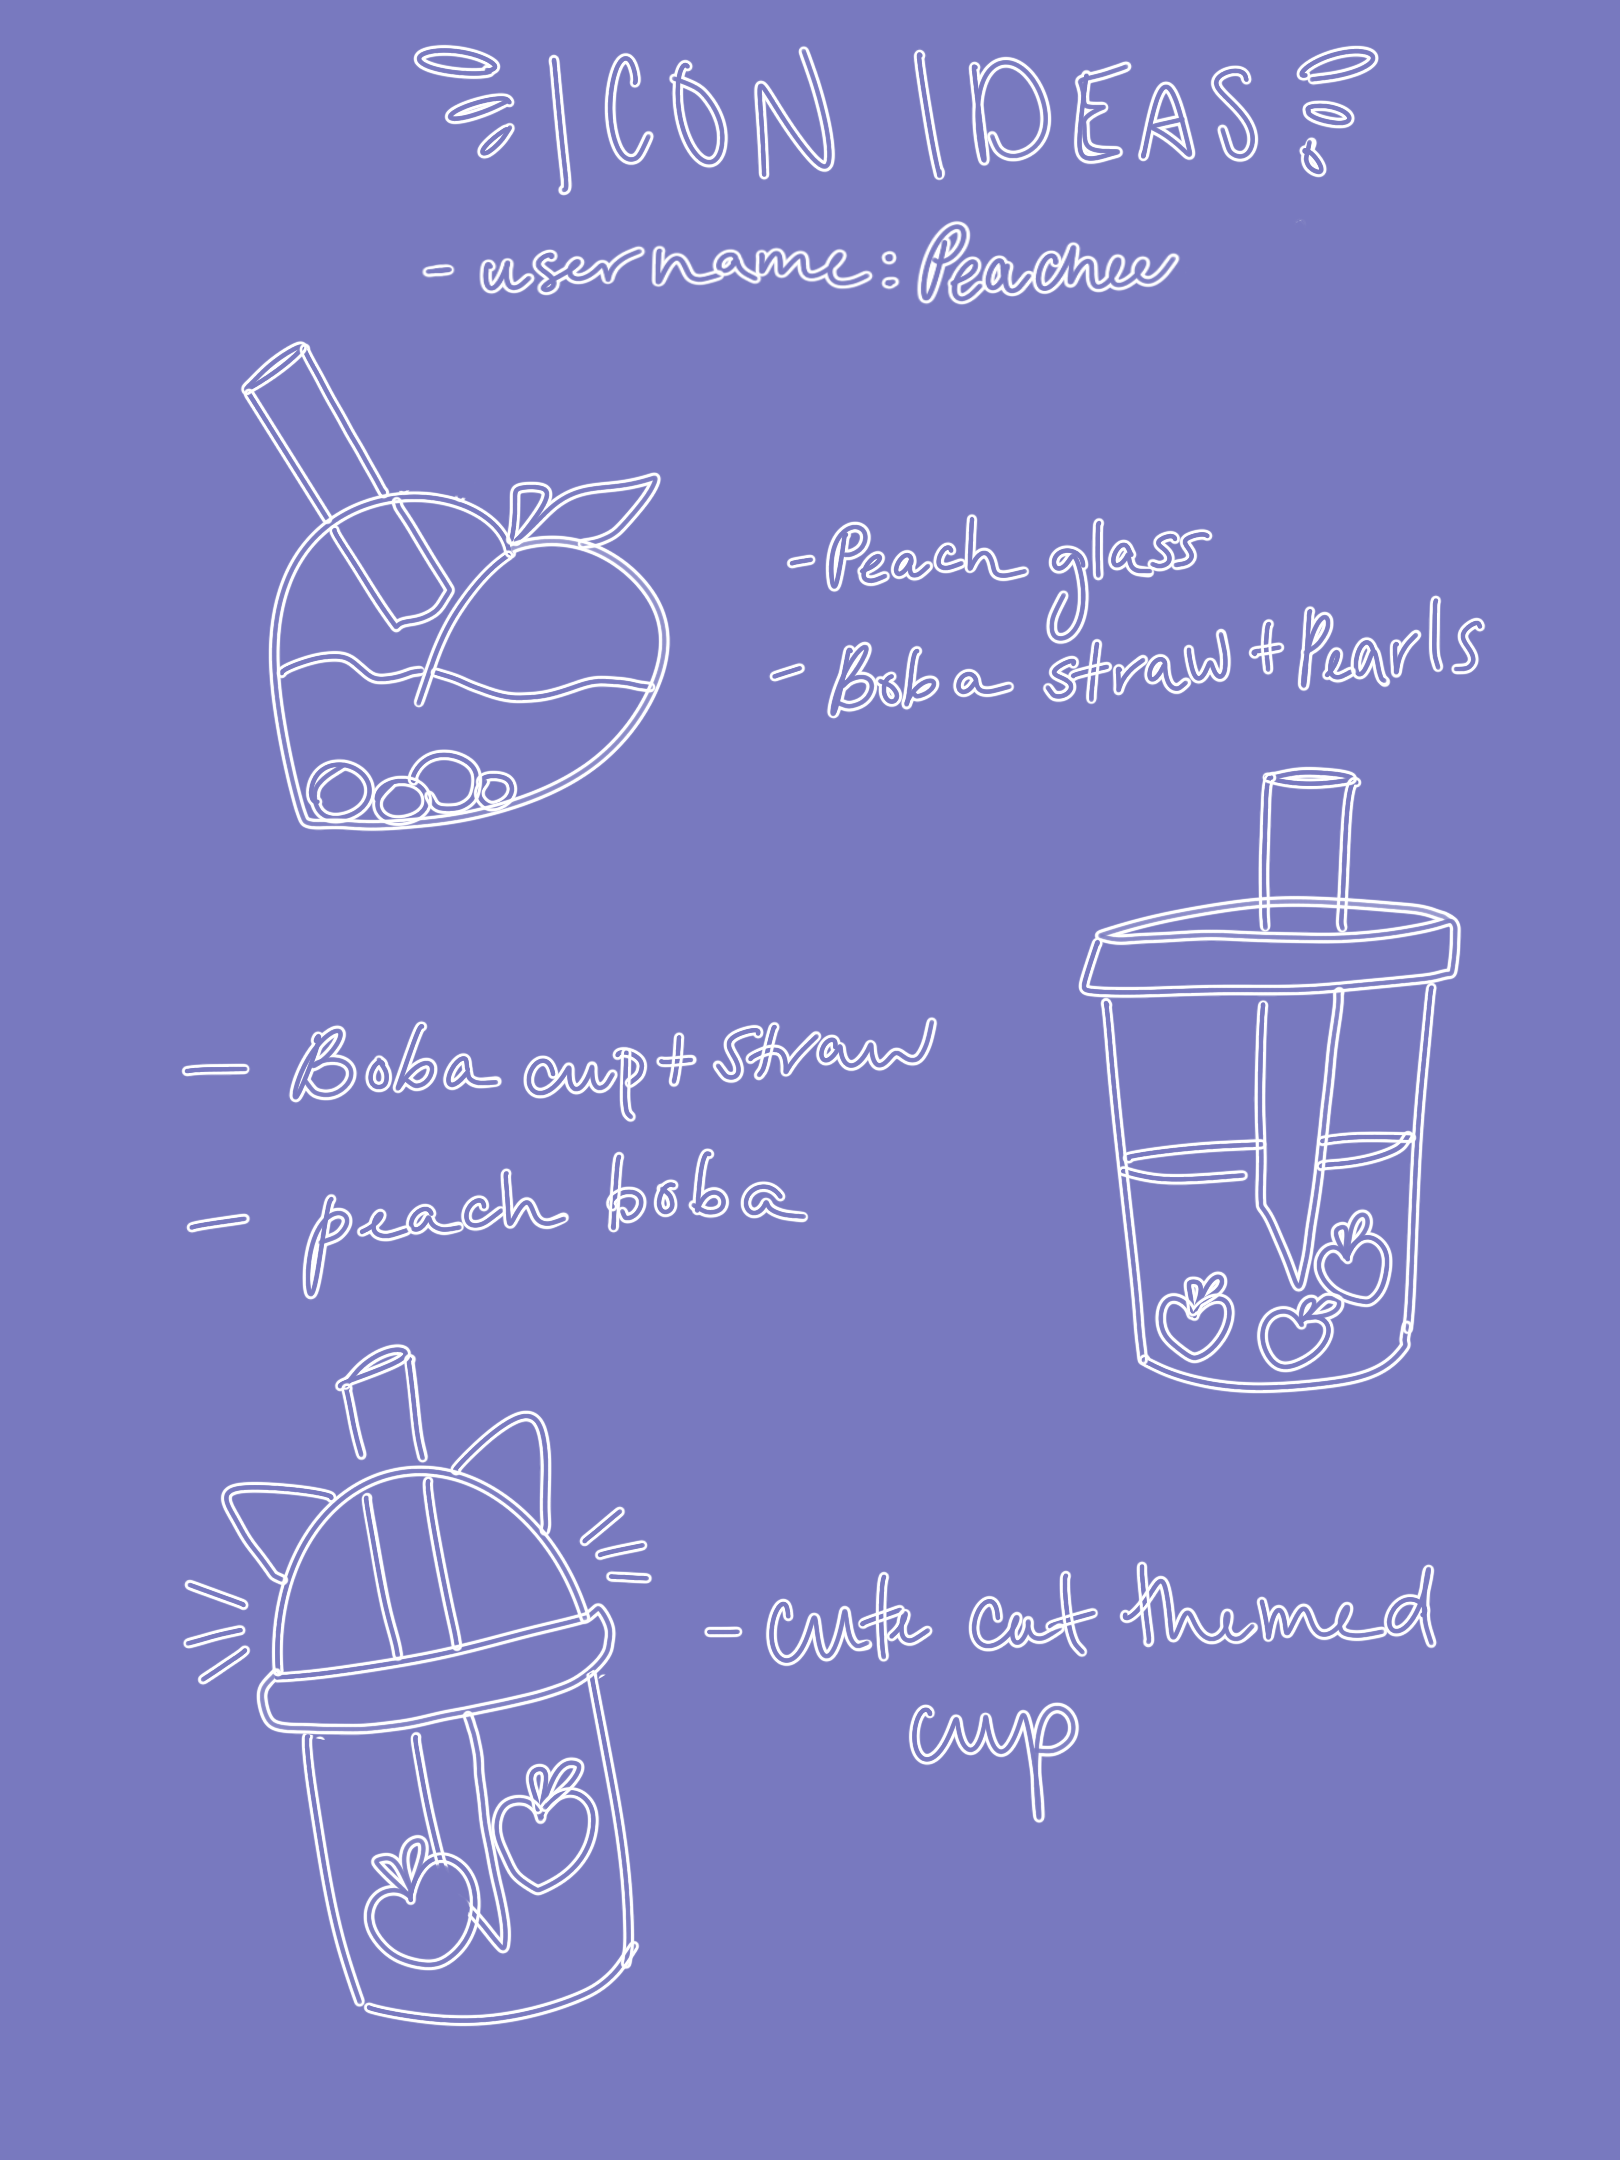 ICON IDEAS
- username: Peachee
- Peach glass
- Boba straw + Pearls
- Boba cup + straw
- peach boba
- cute cat themed
cup